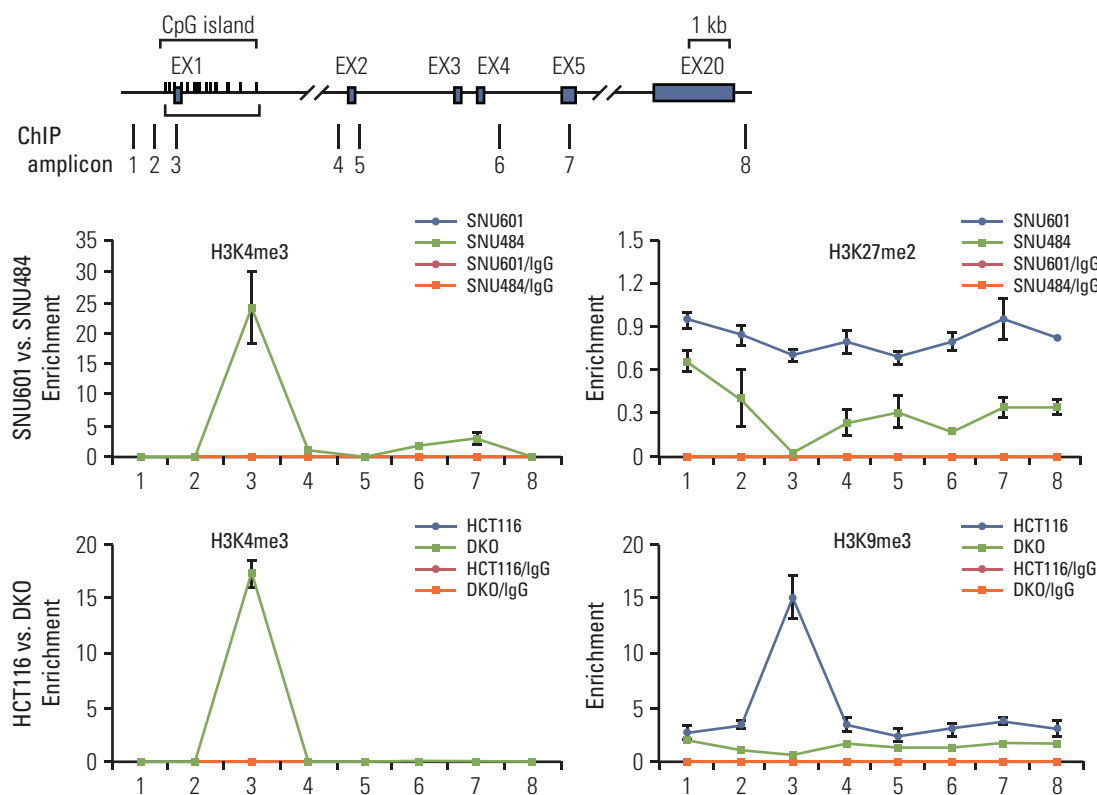 CpG island
1 kb
EX1 EX2 EX3 EX4 EX5 EX20
ChIP
amplicon
1 2 3 4 5 6 7 8
SNU601 vs. SNU484
Enrichment
H3K4me3
SNU601
SNU484
SNU601/IgG
SNU484/IgG
35
30
25
20
15
10
5
0
1 2 3 4 5 6 7 8
Enrichment
H3K27me2
SNU601
SNU484
SNU601/IgG
SNU484/IgG
1.5
1.2
0.9
0.6
0.3
0
1 2 3 4 5 6 7 8
HCT116 vs. DKO
Enrichment
H3K4me3
HCT116
DKO
HCT116/IgG
DKO/IgG
20
15
10
5
0
1 2 3 4 5 6 7 8
Enrichment
H3K9me3
HCT116
DKO
HCT116/IgG
DKO/IgG
20
15
10
5
0
1 2 3 4 5 6 7 8